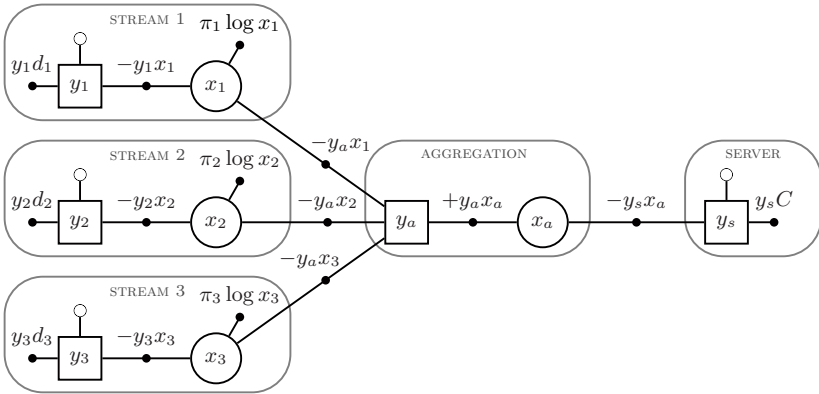 STREAM 1
π₁ log x₁
y₁d₁
y₁
−y₁x₁
x₁
−yₐx₁
STREAM 2
π₂ log x₂
y₂d₂
y₂
−y₂x₂
x₂
−yₐx₂
AGGREGATION
yₐ
+yₐxₐ
xₐ
−yₛxₐ
SERVER
yₛ
yₛC
−yₐx₃
STREAM 3
π₃ log x₃
y₃d₃
y₃
−y₃x₃
x₃